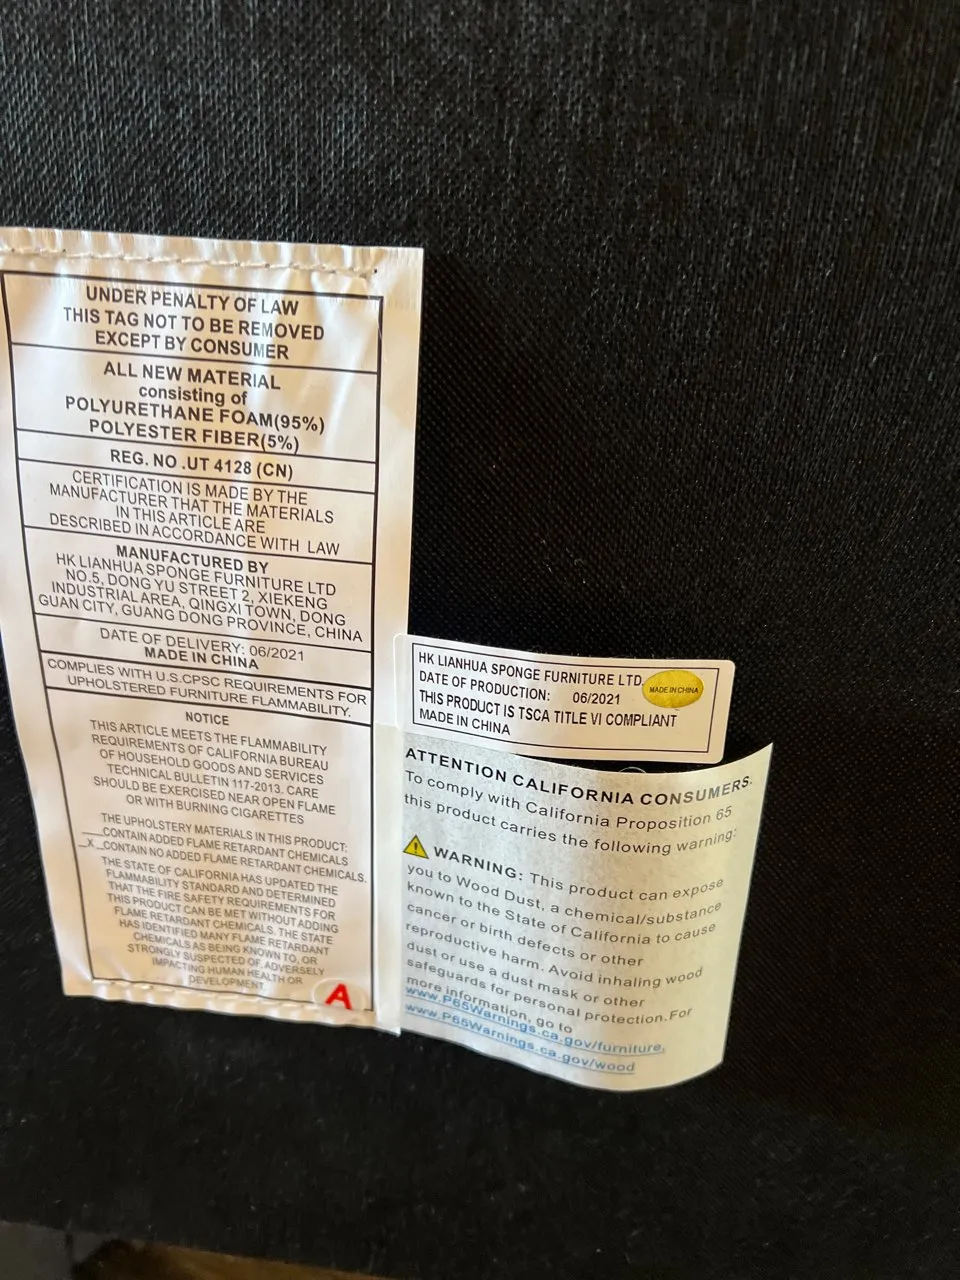 UNDER PENALTY OF LAW
THIS TAG NOT TO BE REMOVED
EXCEPT BY CONSUMER
ALL NEW MATERIAL
consisting of
POLYURETHANE FOAM(95%)
POLYESTER FIBER(5%)
REG. NO .UT 4128 (CN)
CERTIFICATION IS MADE BY THE
MANUFACTURER THAT THE MATERIALS
IN THIS ARTICLE ARE
DESCRIBED IN ACCORDANCE WITH LAW
MANUFACTURED BY
HK LIANHUA SPONGE FURNITURE LTD
NO.5, DONG YU STREET 2, XIEKENG
INDUSTRIAL AREA, QINGXI TOWN, DONG
GUAN CITY, GUANG DONG PROVINCE, CHINA
DATE OF DELIVERY: 06/2021
MADE IN CHINA
COMPLIES WITH U.S.CPSC REQUIREMENTS FOR
UPHOLSTERED FURNITURE FLAMMABILITY.
NOTICE
THIS ARTICLE MEETS THE FLAMMABILITY
REQUIREMENTS OF CALIFORNIA BUREAU
OF HOUSEHOLD GOODS AND SERVICES
TECHNICAL BULLETIN 117-2013. CARE
SHOULD BE EXERCISED NEAR OPEN FLAME
OR WITH BURNING CIGARETTES
THE UPHOLSTERY MATERIALS IN THIS PRODUCT:
___CONTAIN ADDED FLAME RETARDANT CHEMICALS
_X_CONTAIN NO ADDED FLAME RETARDANT CHEMICALS.
THE STATE OF CALIFORNIA HAS UPDATED THE
FLAMMABILITY STANDARD AND DETERMINED
THAT THE FIRE SAFETY REQUIREMENTS FOR
THIS PRODUCT CAN BE MET WITHOUT ADDING
FLAME RETARDANT CHEMICALS. THE STATE
HAS IDENTIFIED MANY FLAME RETARDANT
CHEMICALS AS BEING KNOWN TO, OR
STRONGLY SUSPECTED OF, ADVERSELY
IMPACTING HUMAN HEALTH OR
DEVELOPMENT
A
HK LIANHUA SPONGE FURNITURE LTD.
DATE OF PRODUCTION: 06/2021
MADE IN CHINA
THIS PRODUCT IS TSCA TITLE VI COMPLIANT
MADE IN CHINA
ATTENTION CALIFORNIA CONSUMERS:
To comply with California Proposition 65
this product carries the following warning:
WARNING: This product can expose
you to Wood Dust, a chemical/substance
known to the State of California to cause
cancer or birth defects or other
reproductive harm. Avoid inhaling wood
dust or use a dust mask or other
safeguards for personal protection.For
more information, go to
www.P65Warnings.ca.gov/furniture,
www.P65Warnings.ca.gov/wood